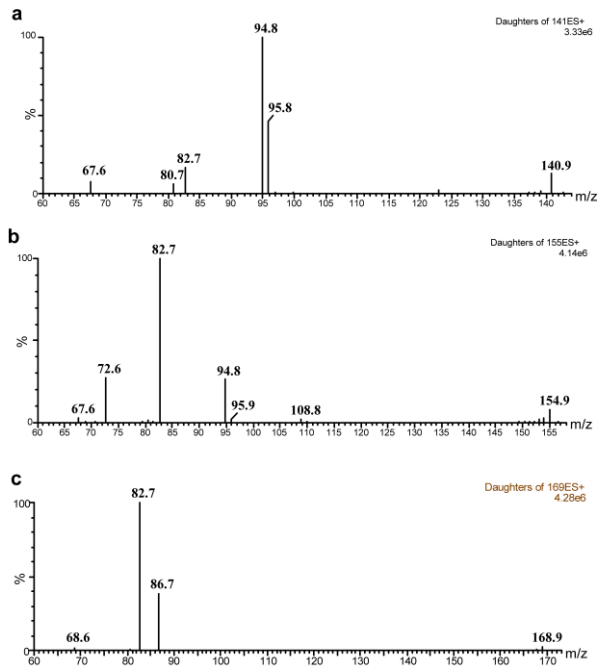 a
Daughters of 141ES+
3.33e6
100
94.8
%
95.8
82.7
67.6
80.7
140.9
0
60 65 70 75 80 85 90 95 100 105 110 115 120 125 130 135 140 m/z
b
Daughters of 155ES+
4.14e6
100
82.7
%
72.6
94.8
67.6
95.9
108.8
154.9
0
60 65 70 75 80 85 90 95 100 105 110 115 120 125 130 135 140 145 150 155 m/z
c
Daughters of 169ES+
4.28e6
100
82.7
%
86.7
68.6
168.9
0
60 70 80 90 100 110 120 130 140 150 160 170 m/z